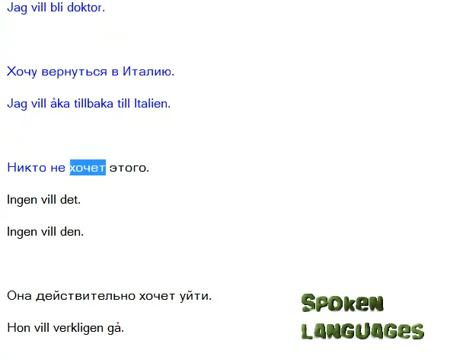 Jag vill bli doktor.
Хочу вернуться в Италию.
Jag vill åka tillbaka till Italien.
Никто не хочет этого.
Ingen vill det.
Ingen vill den.
Она действительно хочет уйти.
Hon vill verkligen gå.
SPOKEN
LANGUAGES